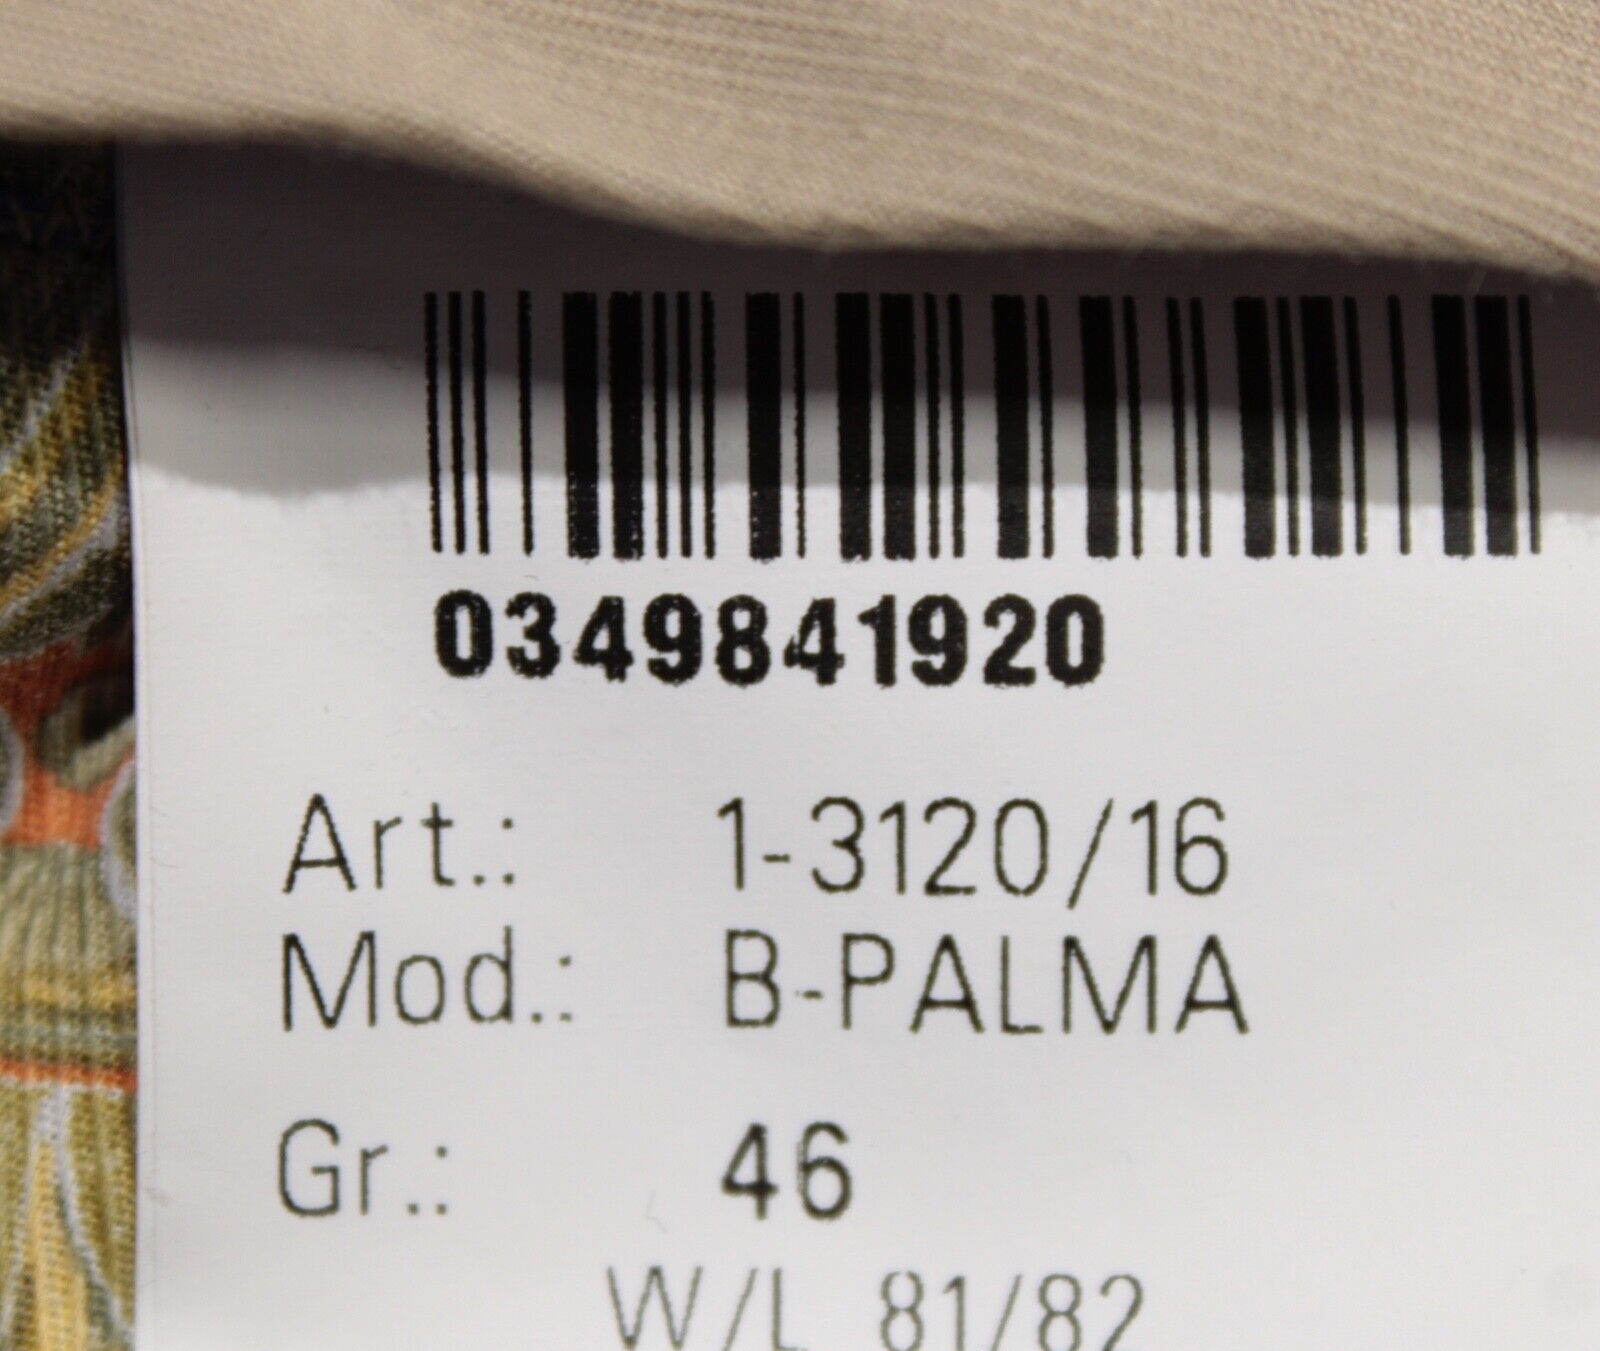 0349841920
Art.: 1-3120/16
Mod.: B-PALMA
Gr.: 46
W/L 81/82